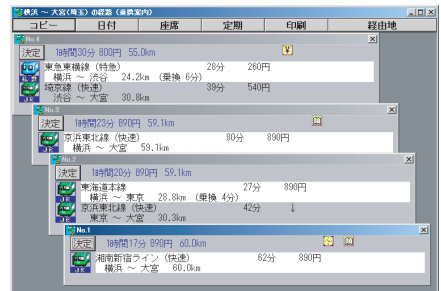 横浜 ～ 大宮(埼玉) の経路 (乗換案内)
コピー 日付 座席 定期 印刷 経由地
No.4
決定 1時間30分 800円 55.0km ¥
東急東横線 (特急) 28分 260円
横浜 ～ 渋谷 24.2km (乗換 6分)
埼京線 (快速) 39分 540円
JR 渋谷 ～ 大宮 30.8km
No.3
決定 1時間23分 890円 59.1km
京浜東北線 (快速) 80分 890円
JR 横浜 ～ 大宮 59.1km
No.2
決定 1時間20分 890円 59.1km
東海道本線 27分 890円
JR 横浜 ～ 東京 28.8km (乗換 4分)
京浜東北線 (快速) 42分 ↓
JR 東京 ～ 大宮 30.3km
No.1
決定 1時間17分 890円 60.0km
湘南新宿ライン (快速) 62分 890円
JR 横浜 ～ 大宮 60.0km